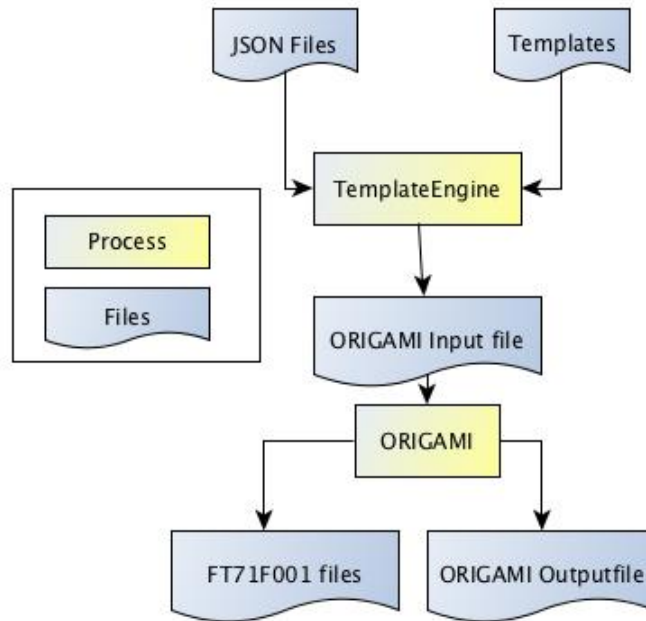 JSON Files
Templates
TemplateEngine
Process
Files
ORIGAMI Input file
ORIGAMI
FT71F001 files
ORIGAMI Outputfile